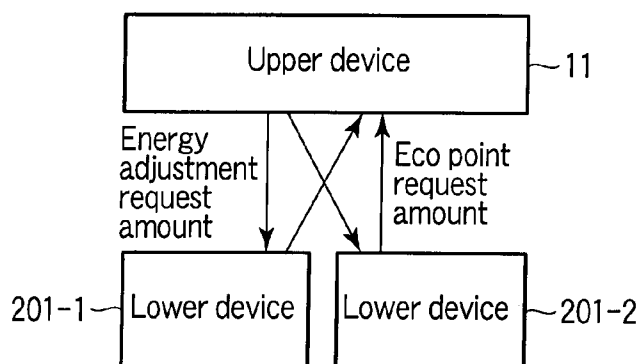 Upper device
11
Energy
adjustment
request
amount
Eco point
request
amount
201-1
Lower device
Lower device
201-2